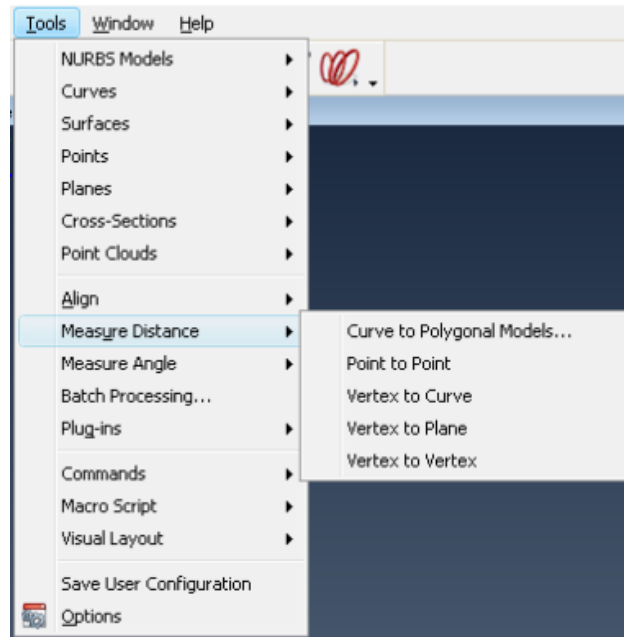 Tools Window Help
NURBS Models
Curves
Surfaces
Points
Planes
Cross-Sections
Point Clouds
Align
Measure Distance
Curve to Polygonal Models...
Measure Angle
Point to Point
Batch Processing...
Vertex to Curve
Plug-ins
Vertex to Plane
Commands
Vertex to Vertex
Macro Script
Visual Layout
Save User Configuration
Options